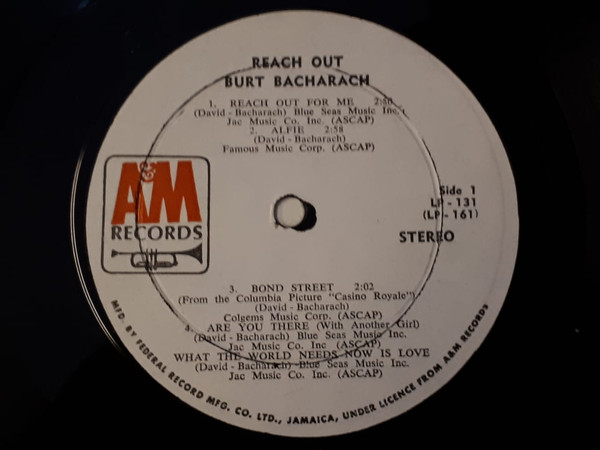 REACH OUT
BURT BACHARACH
1. REACH OUT FOR ME 2:50
(David - Bacharach) Blue Seas Music Inc.,
Jac Music Co. Inc. (ASCAP)
2. ALFIE 2:58
(David - Bacharach)
Famous Music Corp. (ASCAP)
A&M
RECORDS
Side 1
LP - 131
(LP - 161)
STEREO
3. BOND STREET 2:02
(From the Columbia Picture "Casino Royale")
(David - Bacharach)
Colgems Music Corp. (ASCAP)
4. ARE YOU THERE (With Another Girl)
(David - Bacharach) Blue Seas Music Inc.
Jac Music Co. Inc. (ASCAP)
WHAT THE WORLD NEEDS NOW IS LOVE
(David - Bacharach) Blue Seas Music Inc.
Jac Music Co. Inc. (ASCAP)
MFD. BY FEDERAL RECORD MFG. CO. LTD., JAMAICA, UNDER LICENCE FROM A&M RECORDS